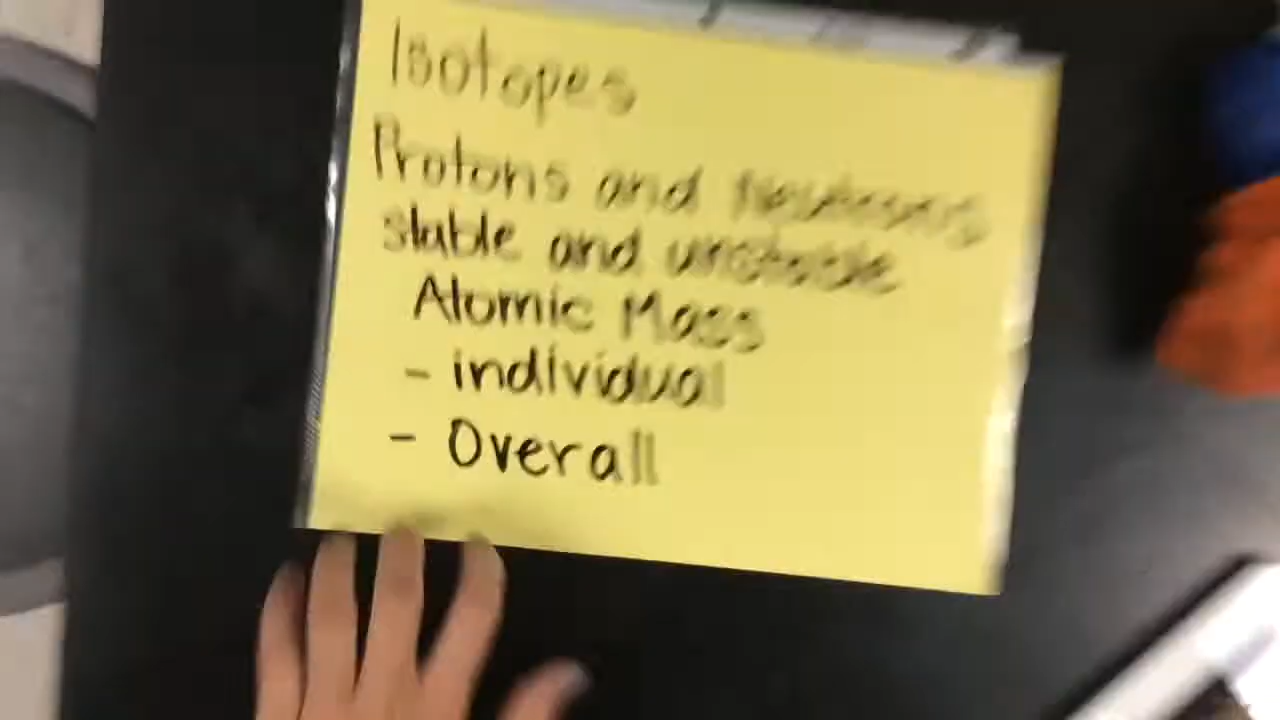 Isotopes
Protons and Neutrons
stable and unstable
Atomic Mass
- individual
- Overall